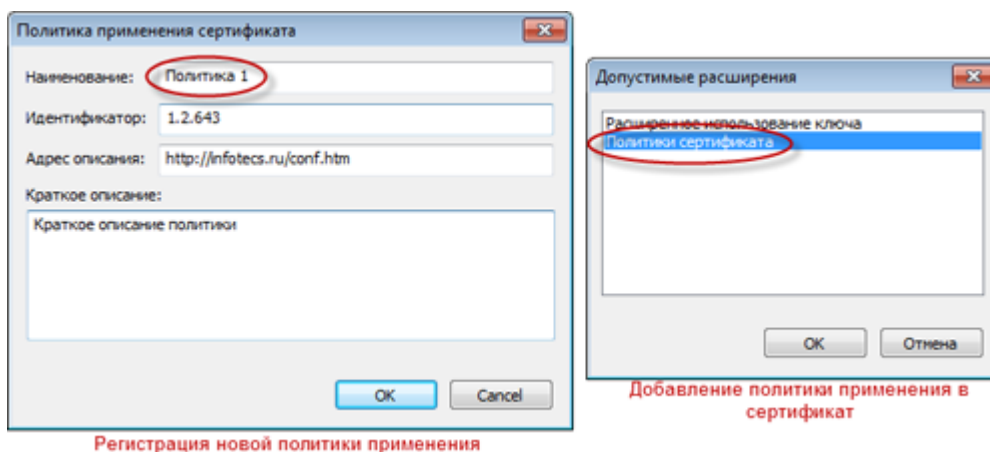 Политика применения сертификата
Наименование: Политика 1
Идентификатор: 1.2.643
Адрес описания: http://infotecs.ru/conf.htm
Краткое описание:
Краткое описание политики
OK Cancel
Регистрация новой политики применения
Допустимые расширения
Расширенное использование ключа
Политики сертификата
OK Отмена
Добавление политики применения в
сертификат